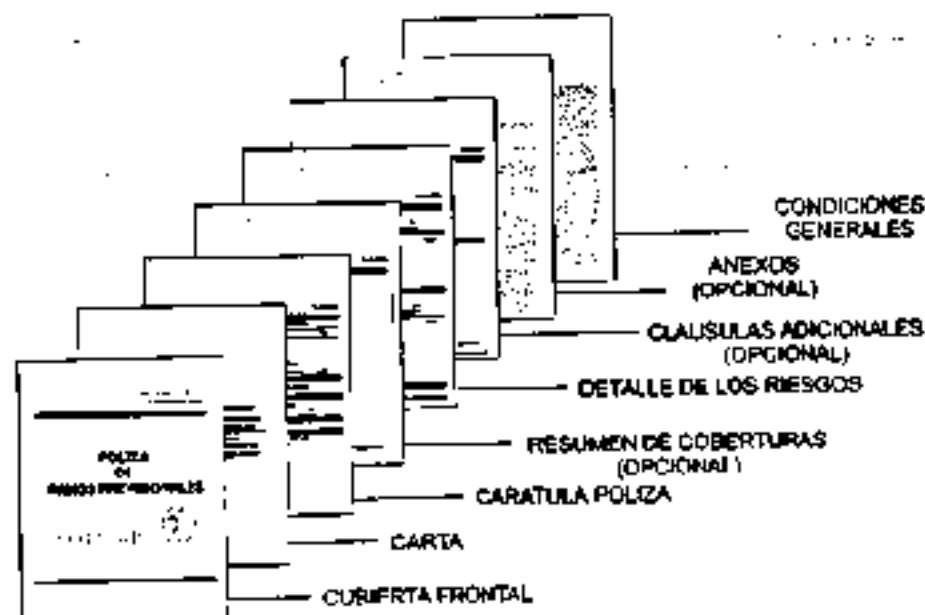 CONDICIONES
GENERALES
ANEXOS
(OPCIONAL)
CLAUSULAS ADICIONALES
(OPCIONAL)
DETALLE DE LOS RIESGOS
RESUMEN DE COBERTURAS
(OPCIONAL)
CARATULA POLIZA
CARTA
CUBIERTA FRONTAL
POLIZA